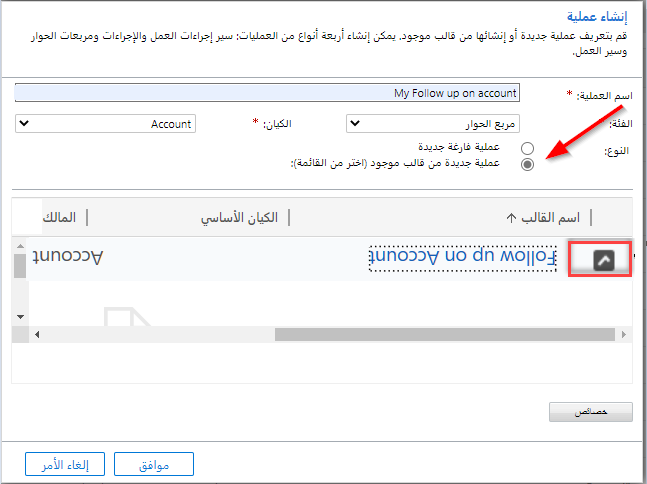 إنشاء عملية
قم بتعريف عملية جديدة أو إنشائها من قالب موجود. يمكن إنشاء أربعة أنواع من العمليات: سير إجراءات العمل والإجراءات ومربعات الحوار
وسير العمل.
اسم العملية: * My Follow up on account
الفئة: مربع الحوار الكيان: * Account
النوع: عملية فارغة جديدة
عملية جديدة من قالب موجود (اختر من القائمة):
اسم القالب ↑ الكيان الأساسي المالك
Follow up on Account Account
خصائص
موافق إلغاء الأمر